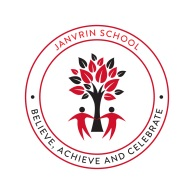 JANVRIN SCHOOL
• BELIEVE, ACHIEVE AND CELEBRATE •